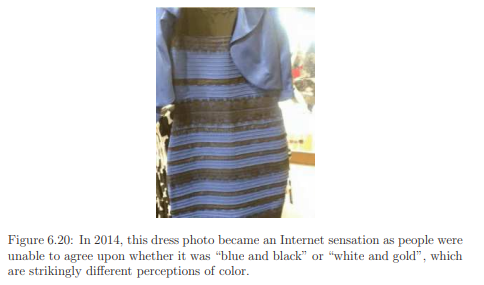 Figure 6.20: In 2014, this dress photo became an Internet sensation as people were
unable to agree upon whether it was “blue and black” or “white and gold”, which
are strikingly different perceptions of color.